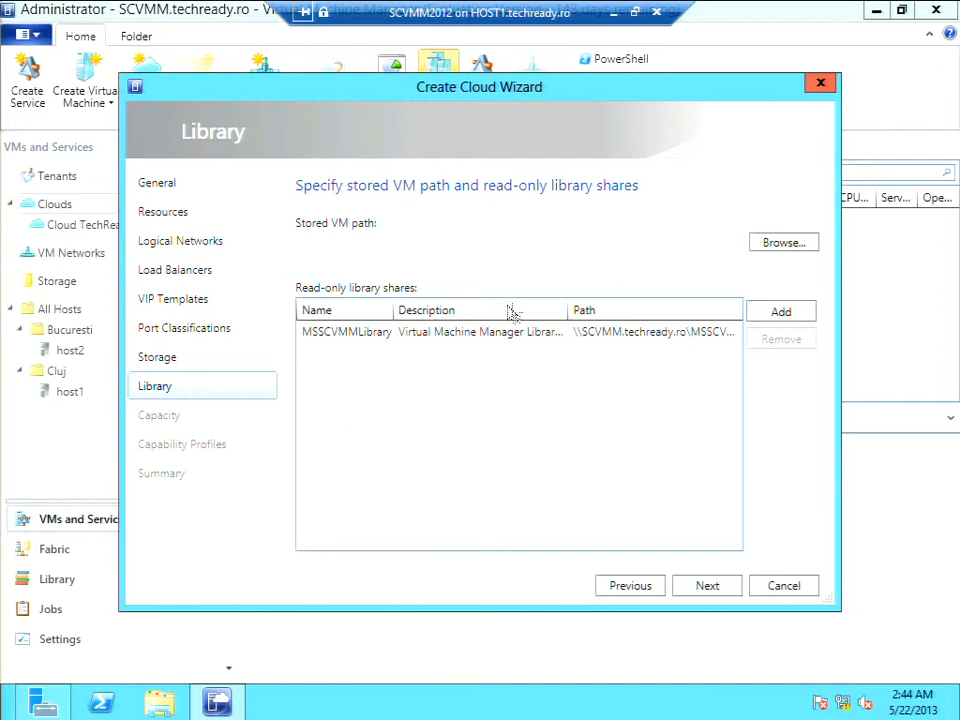 Administrator - SCVMM.techready.ro -
SCVMM2012 on HOST1.techready.ro
Home
Folder
Create Service
Create Virtua
Machine
PowerShell
VMs and Services
Tenants
Clouds
Cloud TechRea
VM Networks
Storage
All Hosts
Bucuresti
host2
Cluj
host1
VMs and Servic
Fabric
Library
Jobs
Settings
Create Cloud Wizard
Library
General
Resources
Logical Networks
Load Balancers
VIP Templates
Port Classifications
Storage
Library
Capacity
Capability Profiles
Summary
Specify stored VM path and read-only library shares
Stored VM path:
Browse...
Read-only library shares:
Name Description Path
MSSCVMMLibrary Virtual Machine Manager Librar... \\SCVMM.techready.ro\MSSCV...
Add
Remove
Previous
Next
Cancel
CPU... Serv... Ope...
2:44 AM
5/22/2013